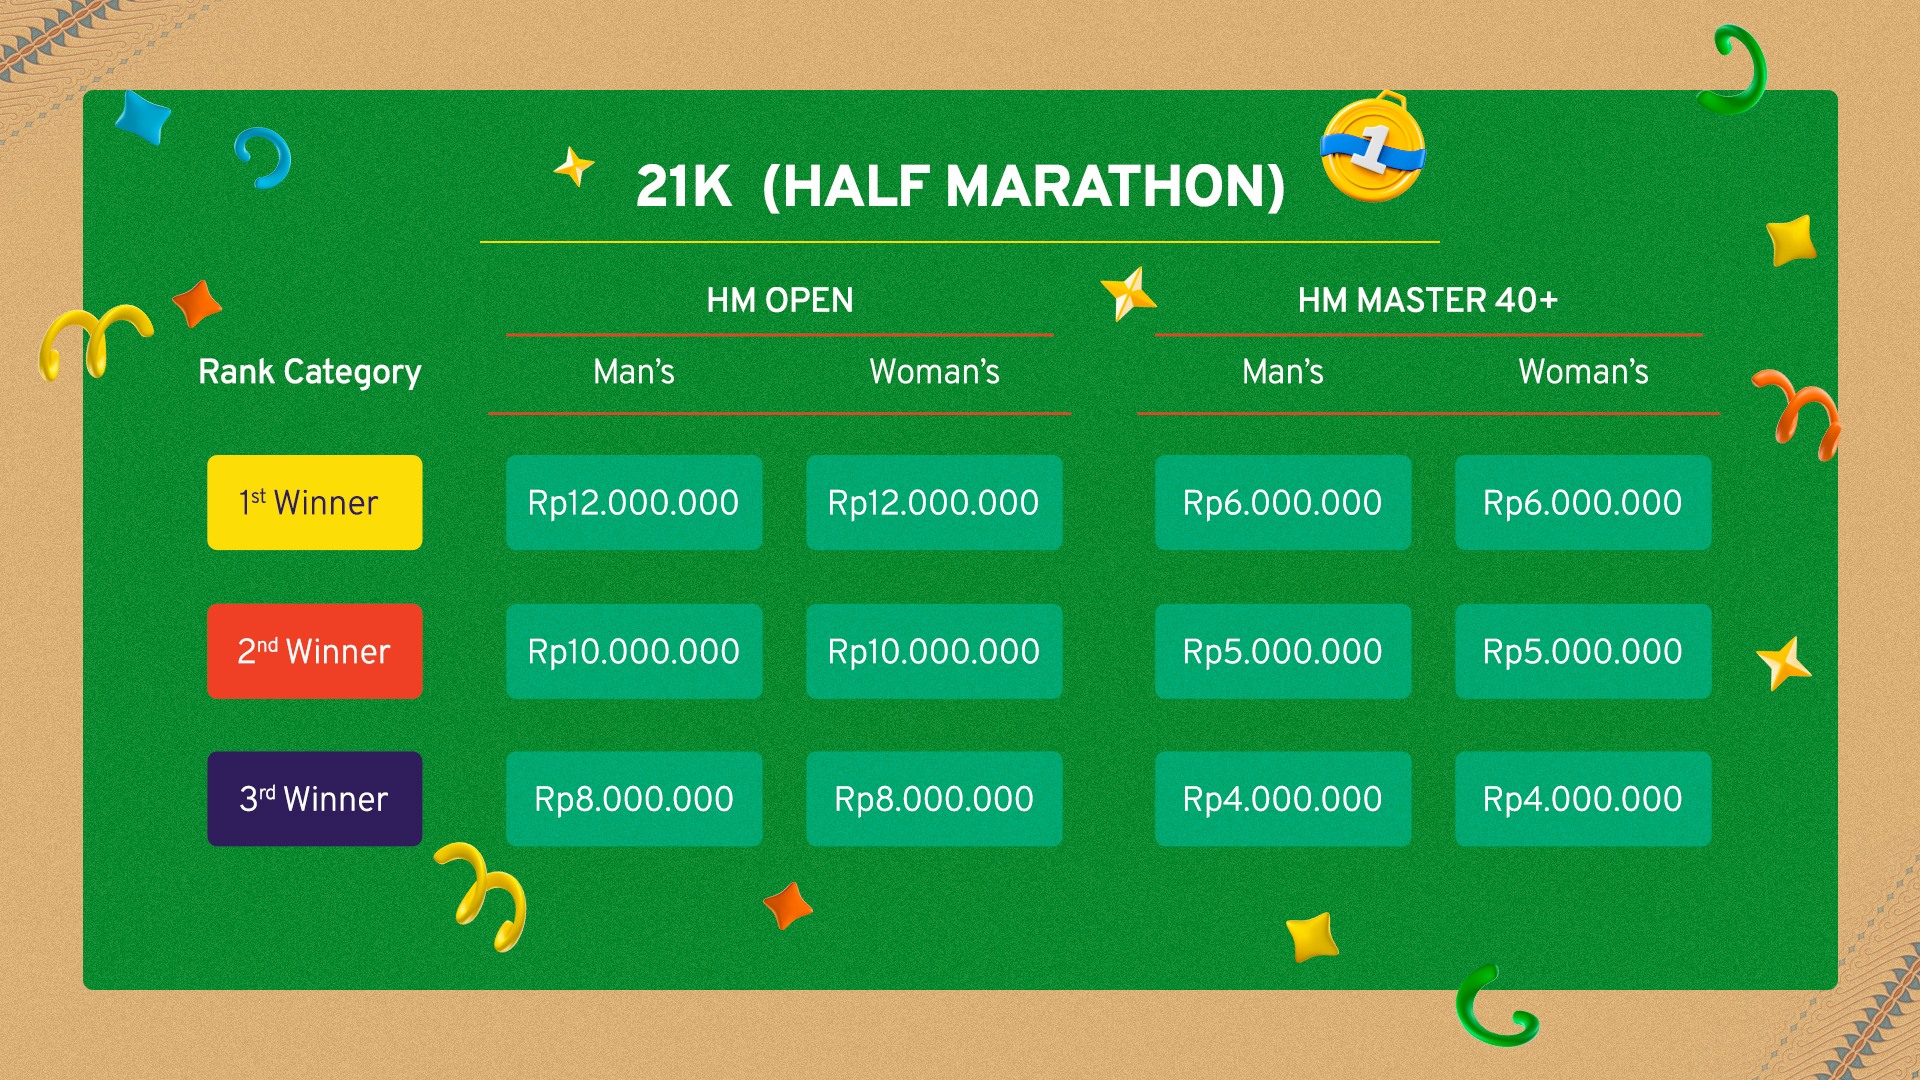 1
21K (HALF MARATHON)
HM OPEN
HM MASTER 40+
Rank Category Man's Woman's Man's Woman's
1st Winner Rp12.000.000 Rp12.000.000 Rp6.000.000 Rp6.000.000
2nd Winner Rp10.000.000 Rp10.000.000 Rp5.000.000 Rp5.000.000
3rd Winner Rp8.000.000 Rp8.000.000 Rp4.000.000 Rp4.000.000